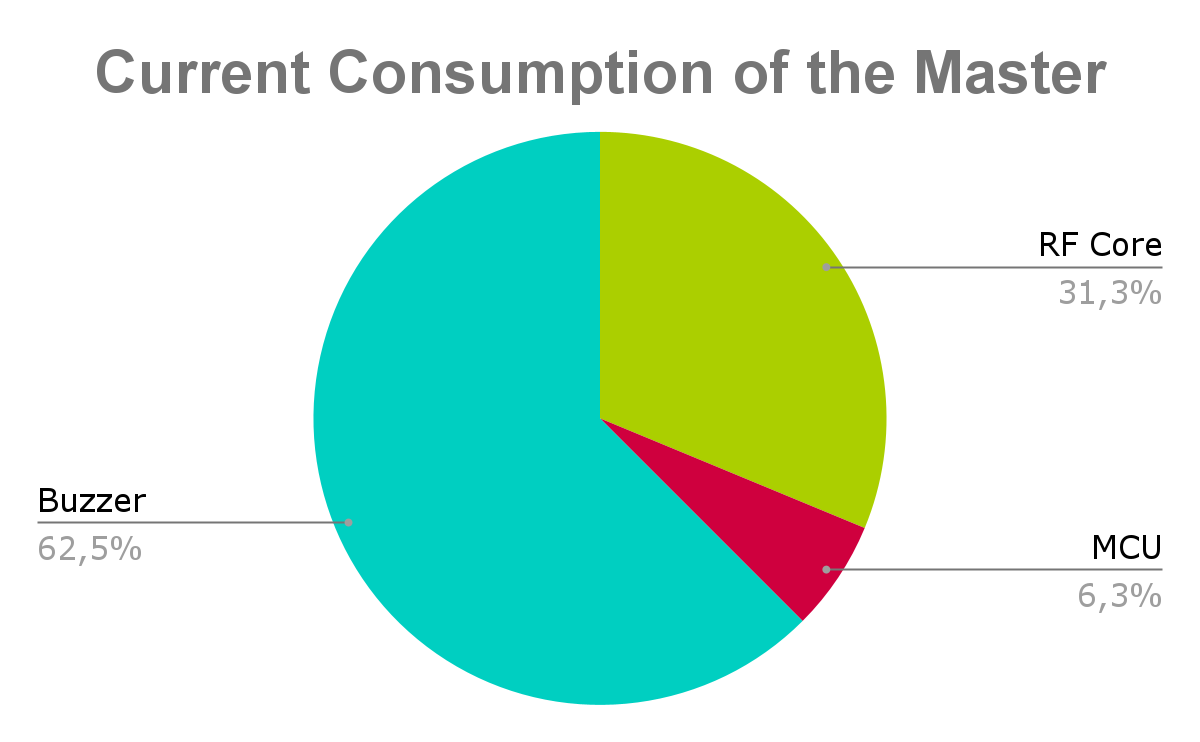 Current Consumption of the Master
RF Core
31,3%
Buzzer
62,5%
MCU
6,3%